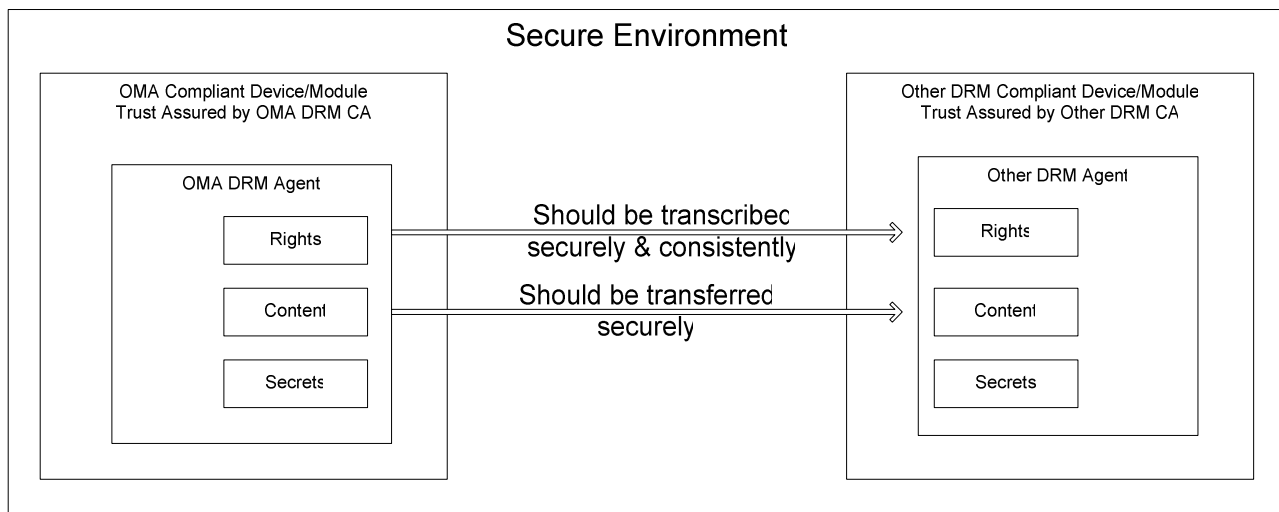 Secure Environment
OMA Compliant Device/Module
Trust Assured by OMA DRM CA
OMA DRM Agent
Rights
Content
Secrets
Should be transcribed
securely & consistently
Should be transferred
securely
Other DRM Compliant Device/Module
Trust Assured by Other DRM CA
Other DRM Agent
Rights
Content
Secrets